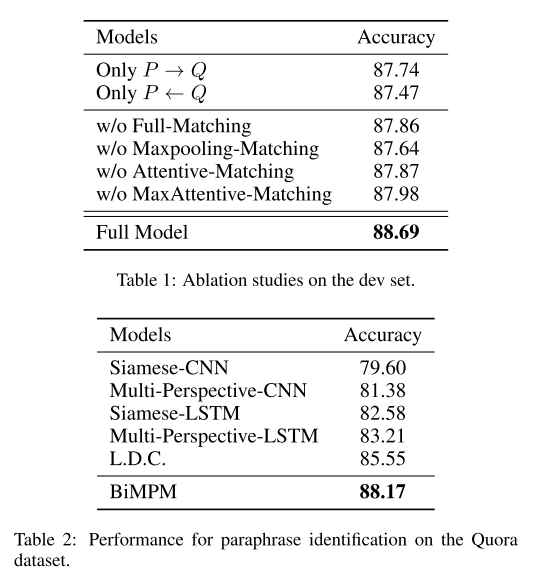 Models Accuracy
Only P → Q 87.74
Only P ← Q 87.47
w/o Full-Matching 87.86
w/o Maxpooling-Matching 87.64
w/o Attentive-Matching 87.87
w/o MaxAttentive-Matching 87.98
Full Model 88.69
Table 1: Ablation studies on the dev set.
Models Accuracy
Siamese-CNN 79.60
Multi-Perspective-CNN 81.38
Siamese-LSTM 82.58
Multi-Perspective-LSTM 83.21
L.D.C. 85.55
BiMPM 88.17
Table 2: Performance for paraphrase identification on the Quora
dataset.